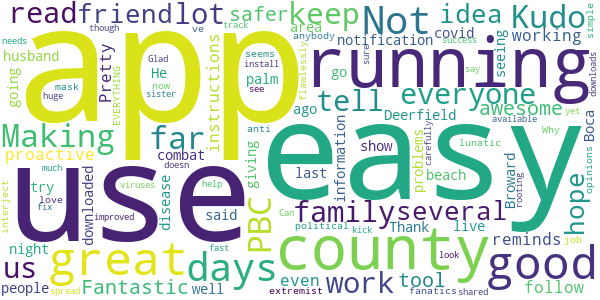 read friend lot safer keep Not idea Kudo
husband needs though ve track area anybody notification covid working seeing simple
app running
Glad He seems install Pretty palm go tell everyone
going mask EVERYTHING now sister see instructions ago Deerfield awesome flawlessly success sure say downloads
Making far
proactive huge combat anti show information problems carefully lunatic available yet Why Boca opinions
use easy
downloaded doesn disease giving last beach Broward rooting hope
interject try much love fix viruses said PBC family several
us night improved help Can political Thank live reminds job
great days county good
people Fantastic well spread fast even kick work tool look follow
extremist fanatics shared